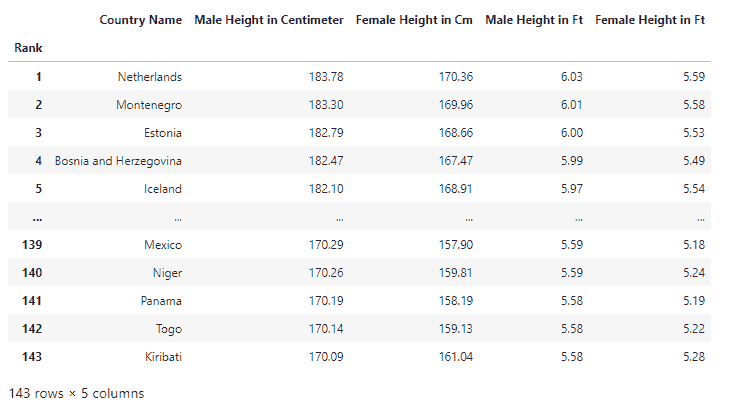 Country Name Male Height in Centimeter Female Height in Cm Male Height in Ft Female Height in Ft
Rank
1 Netherlands 183.78 170.36 6.03 5.59
2 Montenegro 183.30 169.96 6.01 5.58
3 Estonia 182.79 168.66 6.00 5.53
4 Bosnia and Herzegovina 182.47 167.47 5.99 5.49
5 Iceland 182.10 168.91 5.97 5.54
... ... ... ... ... ...
139 Mexico 170.29 157.90 5.59 5.18
140 Niger 170.26 159.81 5.59 5.24
141 Panama 170.19 158.19 5.58 5.19
142 Togo 170.14 159.13 5.58 5.22
143 Kiribati 170.09 161.04 5.58 5.28
143 rows × 5 columns